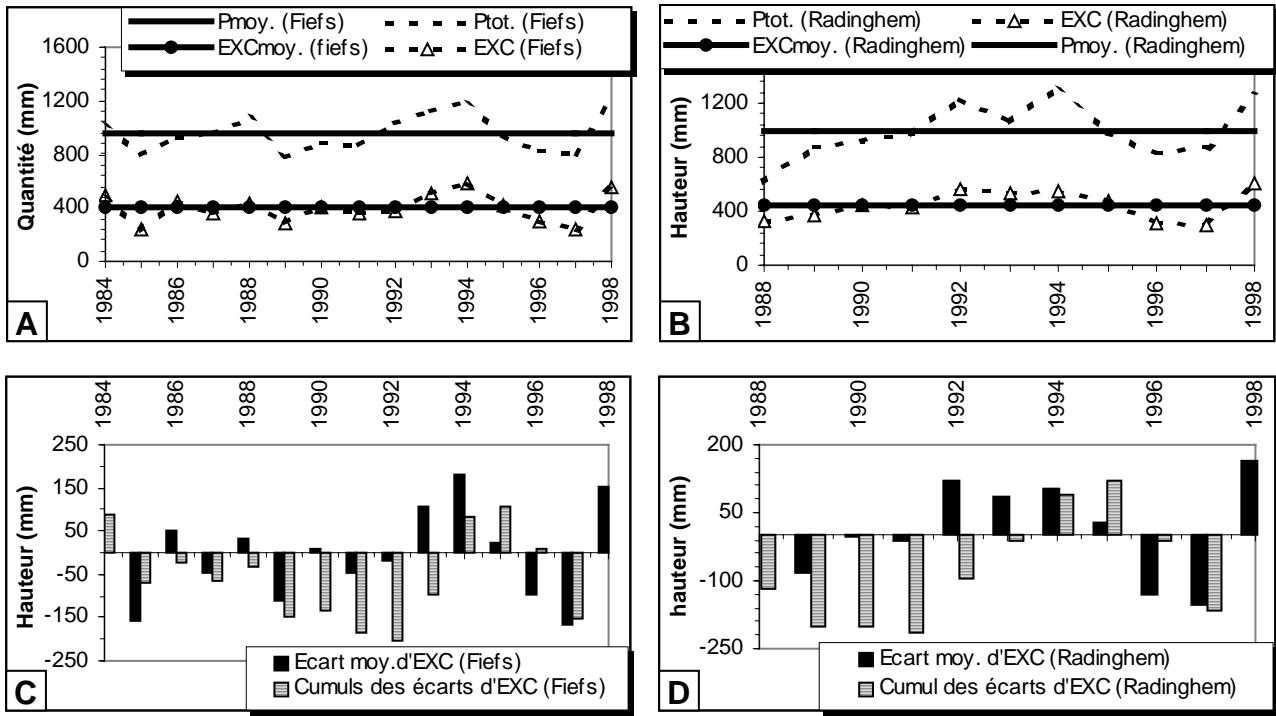 Pmoy. (Fiefs) Ptot. (Fiefs)
EXCmoy. (fiefs) EXC (Fiefs)
Quantité (mm)
1600
1200
800
400
0
1984 1986 1988 1990 1992 1994 1996 1998
A
Ptot. (Radinghem) EXC (Radinghem)
EXCmoy. (Radinghem) Pmoy. (Radinghem)
Hauteur (mm)
1200
800
400
0
1988 1990 1992 1994 1996 1998
B
1984 1986 1988 1990 1992 1994 1996 1998
Hauteur (mm)
250
150
50
-50
-150
-250
Ecart moy.d'EXC (Fiefs)
Cumuls des écarts d'EXC (Fiefs)
C
1988 1990 1992 1994 1996 1998
hauteur (mm)
200
50
-100
-250
Ecart moy. d'EXC (Radinghem)
Cumul des écarts d'EXC (Radinghem)
D